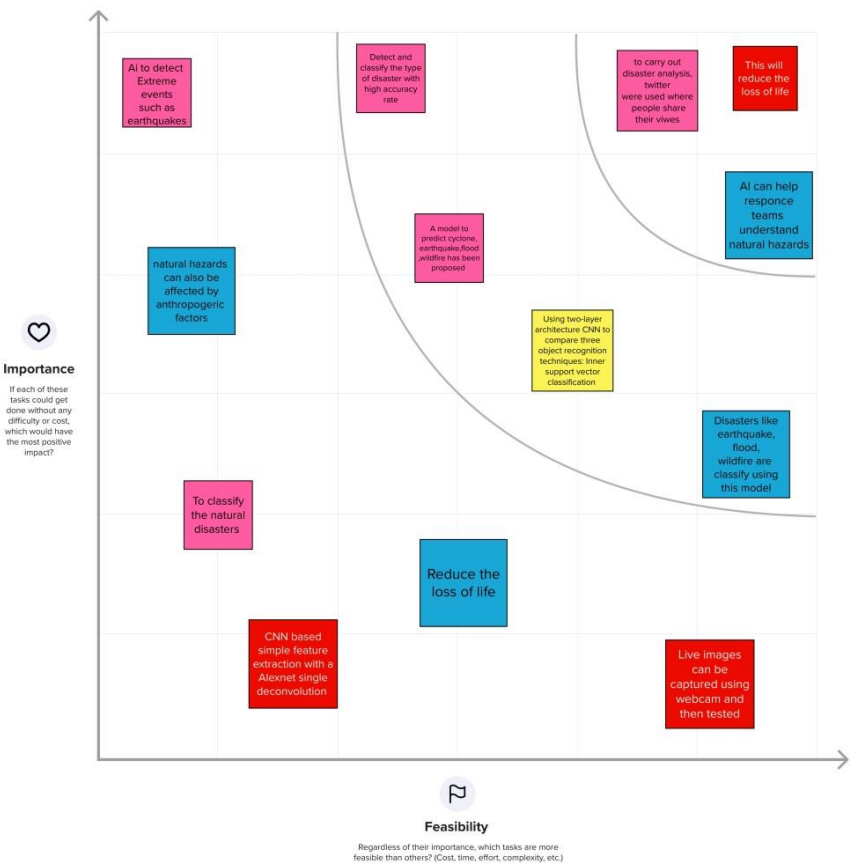 Ai to detect
Extreme
events
such as
earthquakes
Detect and
classify the type
of disaster with
high accuracy
rate
to carry out
disaster analysis,
twitter
were used where
people share
their viwes
This will
reduce the
loss of life
AI can help
responce
teams
understand
natural hazards
A model to
predict cyclone,
earthquake,flood
,wildfire has been
proposed
natural hazards
can also be
affected by
anthropogeric
factors
Using two-layer
architecture CNN to
compare three
object recognition
techniques: Inner
support vector
classification
Importance
If each of these
tasks could get
done without any
difficulty or cost,
which would have
the most positive
impact?
Disasters like
earthquake,
flood,
wildfire are
classify using
this model
To classify
the natural
disasters
Reduce the
loss of life
CNN based
simple feature
extraction with a
Alexnet single
deconvolution
Live images
can be
captured using
webcam and
then tested
Feasibility
Regardless of their importance, which tasks are more
feasible than others? (Cost, time, effort, complexity, etc.)